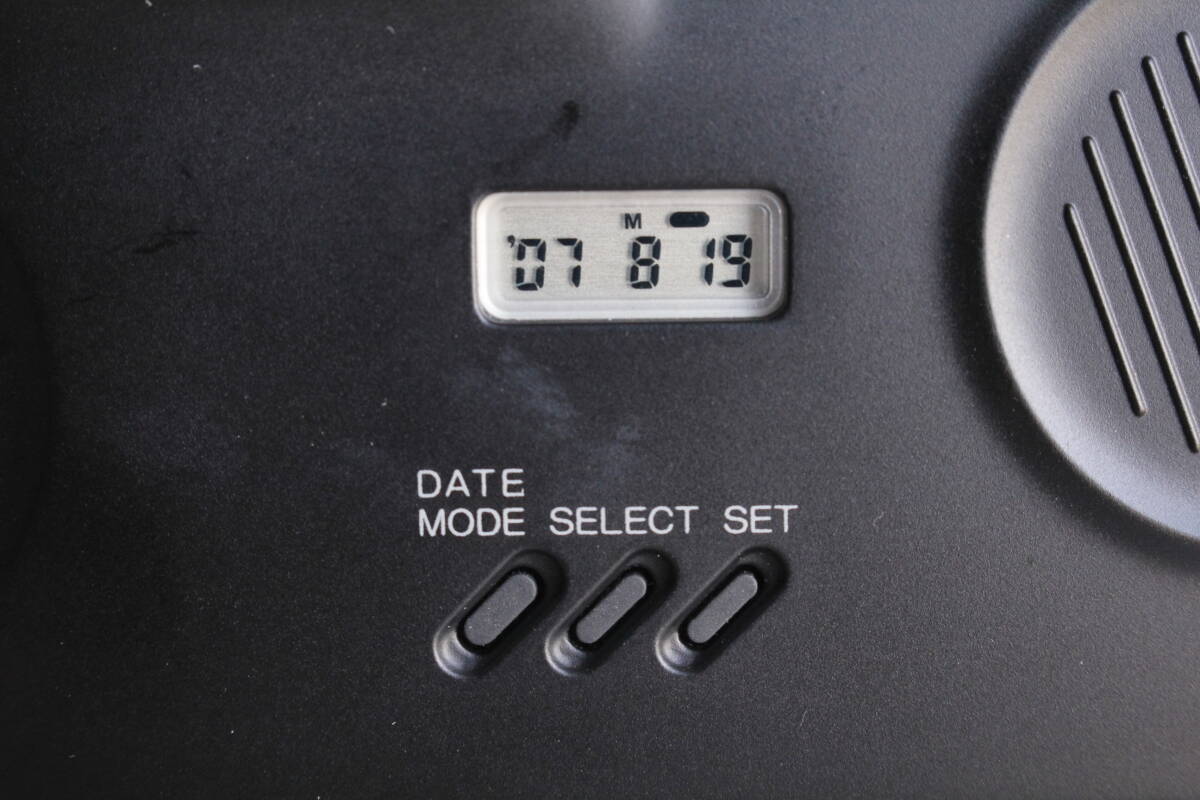 M
'07 8 19
DATE
MODE SELECT SET